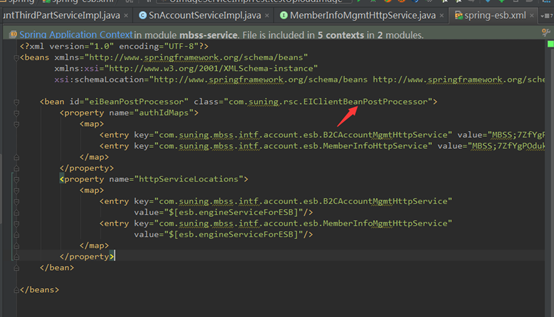 untThirdPartServiceImpl.java × SnAccountServiceImpl.java × MemberInfoMgmtHttpService.java × spring-esb.xml ×
Spring Application Context in module mbss-service. File is included in 5 contexts in 2 modules.
<?xml version="1.0" encoding="UTF-8"?>
<beans xmlns="http://www.springframework.org/schema/beans"
xmlns:xsi="http://www.w3.org/2001/XMLSchema-instance"
xsi:schemaLocation="http://www.springframework.org/schema/beans http://www.springframework.org/sch
<bean id="eiBeanPostProcessor" class="com.suning.rsc.EIClientBeanPostProcessor">
<property name="authIdMaps">
<map>
<entry key="com.suning.mbss.intf.account.esb.B2CAccountMgmtHttpService" value="MBSS;7ZfYgP
<entry key="com.suning.mbss.intf.account.esb.MemberInfoHttpService" value="MBSS;7ZfYgPOduk
</map>
</property>
<property name="httpServiceLocations">
<map>
<entry key="com.suning.mbss.intf.account.esb.B2CAccountMgmtHttpService"
value="$[esb.engineServiceForESB]"/>
<entry key="com.suning.mbss.intf.account.esb.MemberInfoMgmtHttpService"
value="$[esb.engineServiceForESB]"/>
</map>
</property>
</bean>
</beans>